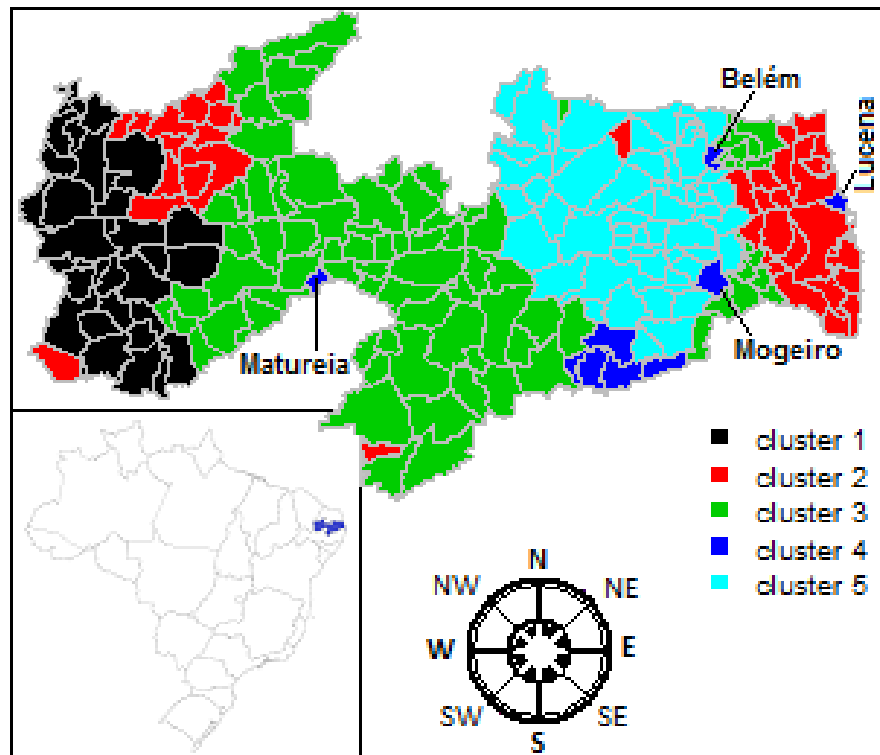 Belém
Lucena
Matureia
Mogeiro
cluster 1
cluster 2
cluster 3
cluster 4
cluster 5
N
NW
NE
W
E
SW
SE
S